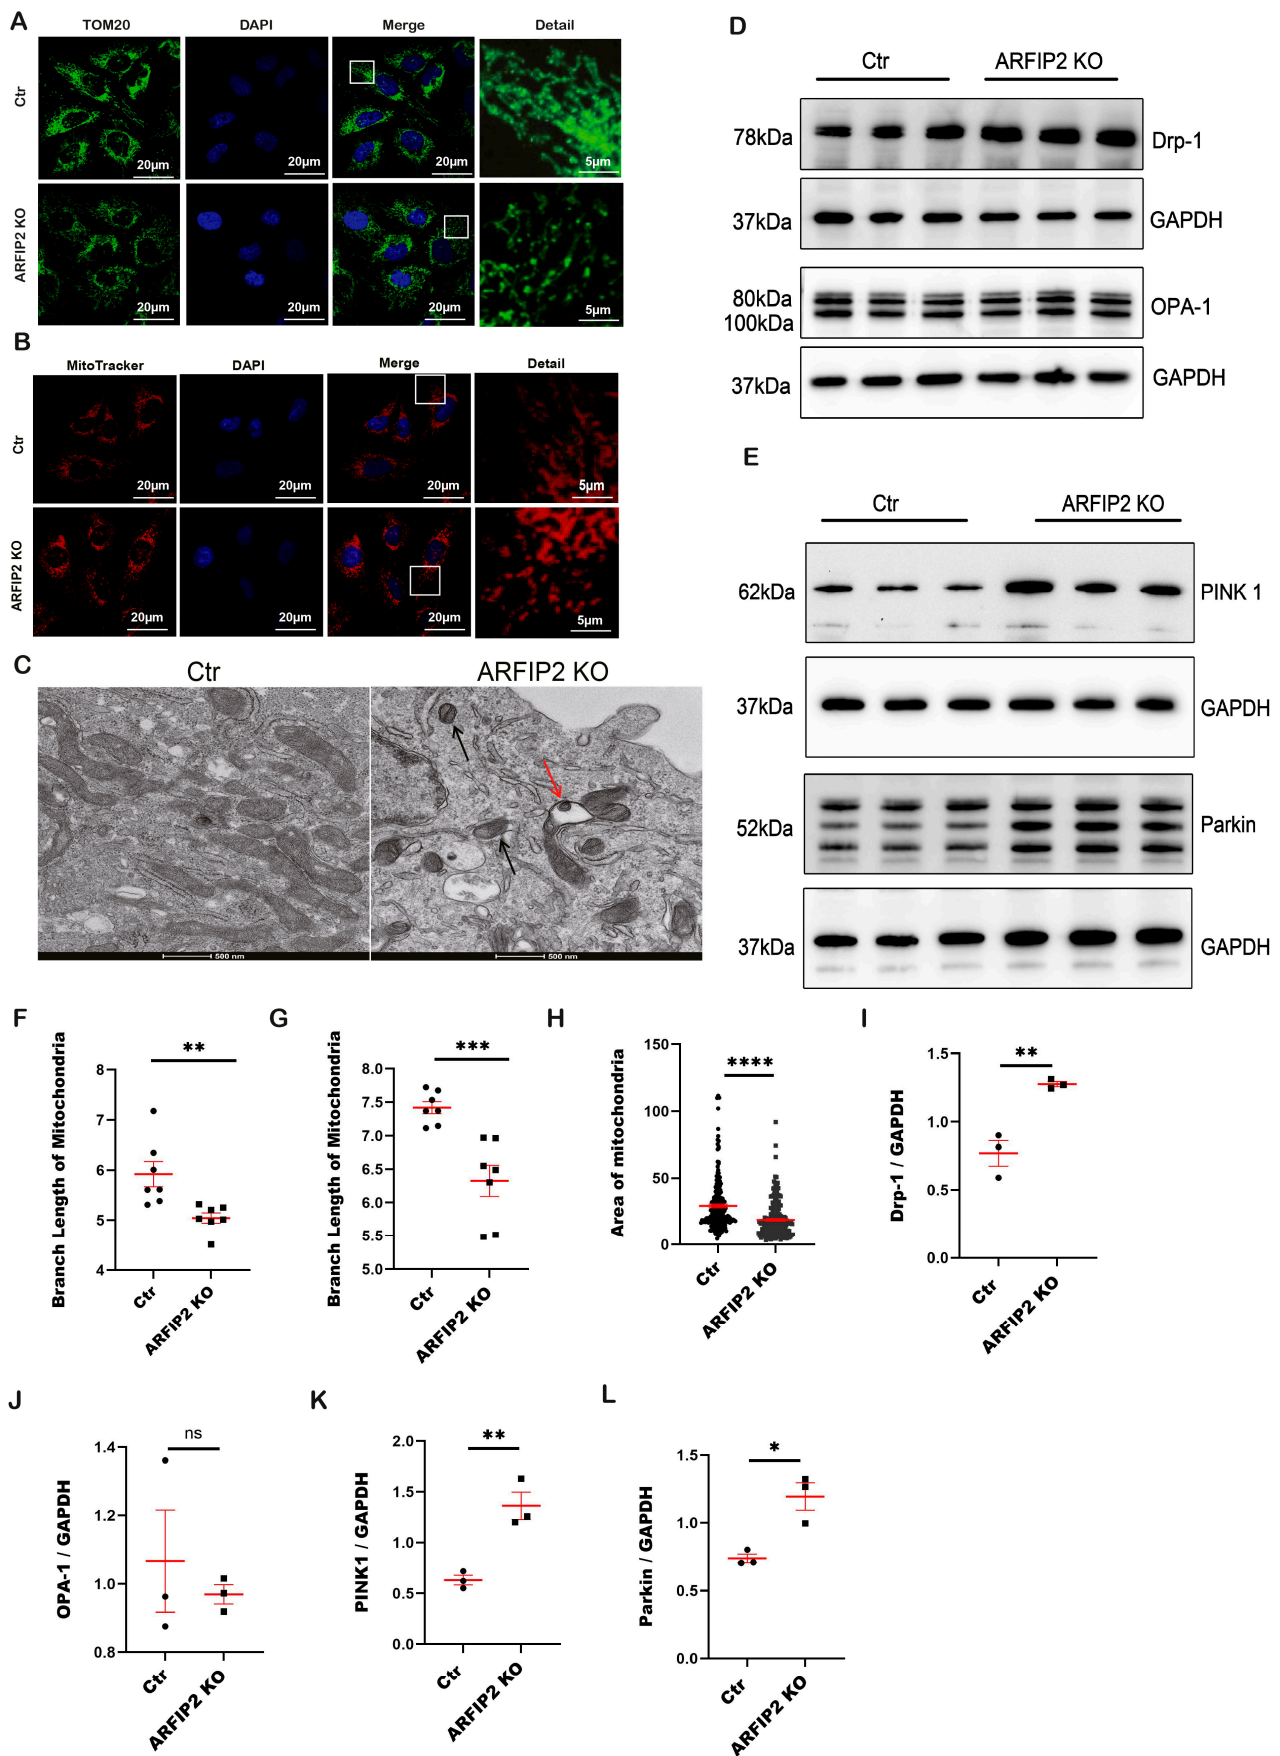 A
TOM20 DAPI Merge Detail
Ctr
20μm 20μm 20μm 5μm
ARFIP2 KO
20μm 20μm 20μm 5μm
B
MitoTracker DAPI Merge Detail
Ctr
20μm 20μm 20μm 5μm
ARFIP2 KO
20μm 20μm 20μm 5μm
C
Ctr ARFIP2 KO
500 nm 500 nm
D
Ctr ARFIP2 KO
78kDa Drp-1
37kDa GAPDH
80kDa
100kDa OPA-1
37kDa GAPDH
E
Ctr ARFIP2 KO
62kDa PINK 1
37kDa GAPDH
52kDa Parkin
37kDa GAPDH
F
Branch Length of Mitochondria
**
8
7
6
5
4
Ctr
ARFIP2 KO
G
Branch Length of Mitochondria
***
8.0
7.5
7.0
6.5
6.0
5.5
5.0
Ctr
ARFIP2 KO
H
Area of mitochondria
****
150
100
50
0
Ctr
ARFIP2 KO
I
Drp-1 / GAPDH
**
1.5
1.0
0.5
0.0
Ctr
ARFIP2 KO
J
OPA-1 / GAPDH
ns
1.4
1.2
1.0
0.8
Ctr
ARFIP2 KO
K
PINK1 / GAPDH
**
2.0
1.5
1.0
0.5
0.0
Ctr
ARFIP2 KO
L
Parkin / GAPDH
*
1.5
1.0
0.5
0.0
Ctr
ARFIP2 KO